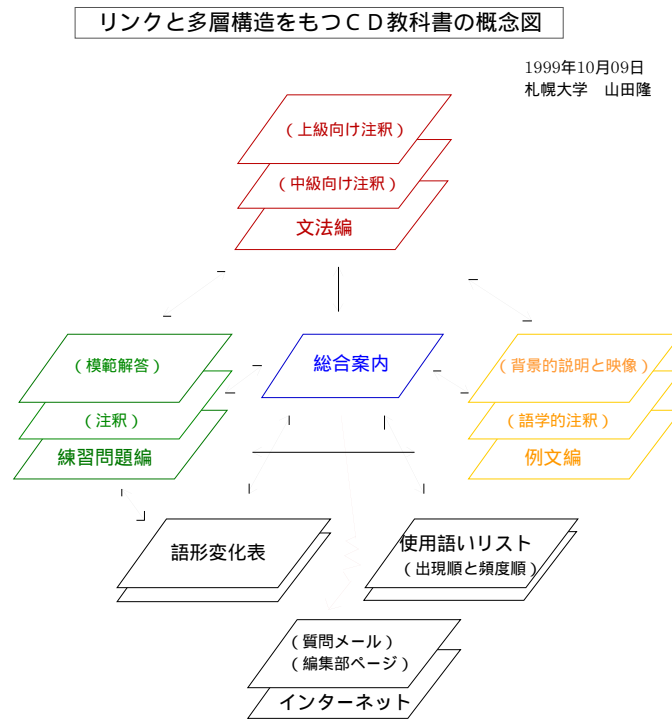 リンクと多層構造をもつＣＤ教科書の概念図
1999年10月09日
札幌大学　山田隆
（上級向け注釈）
（中級向け注釈）
文法編
（模範解答）
（注釈）
練習問題編
総合案内
（背景的説明と映像）
（語学的注釈）
例文編
語形変化表
使用語いリスト
（出現順と頻度順）
（質問メール）
（編集部ページ）
インターネット